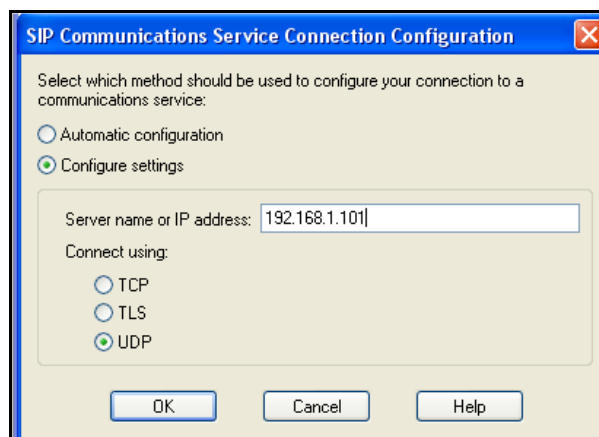 SIP Communications Service Connection Configuration
Select which method should be used to configure your connection to a
communications service:
Automatic configuration
Configure settings
Server name or IP address: 192.168.1.101
Connect using:
TCP
TLS
UDP
OK Cancel Help